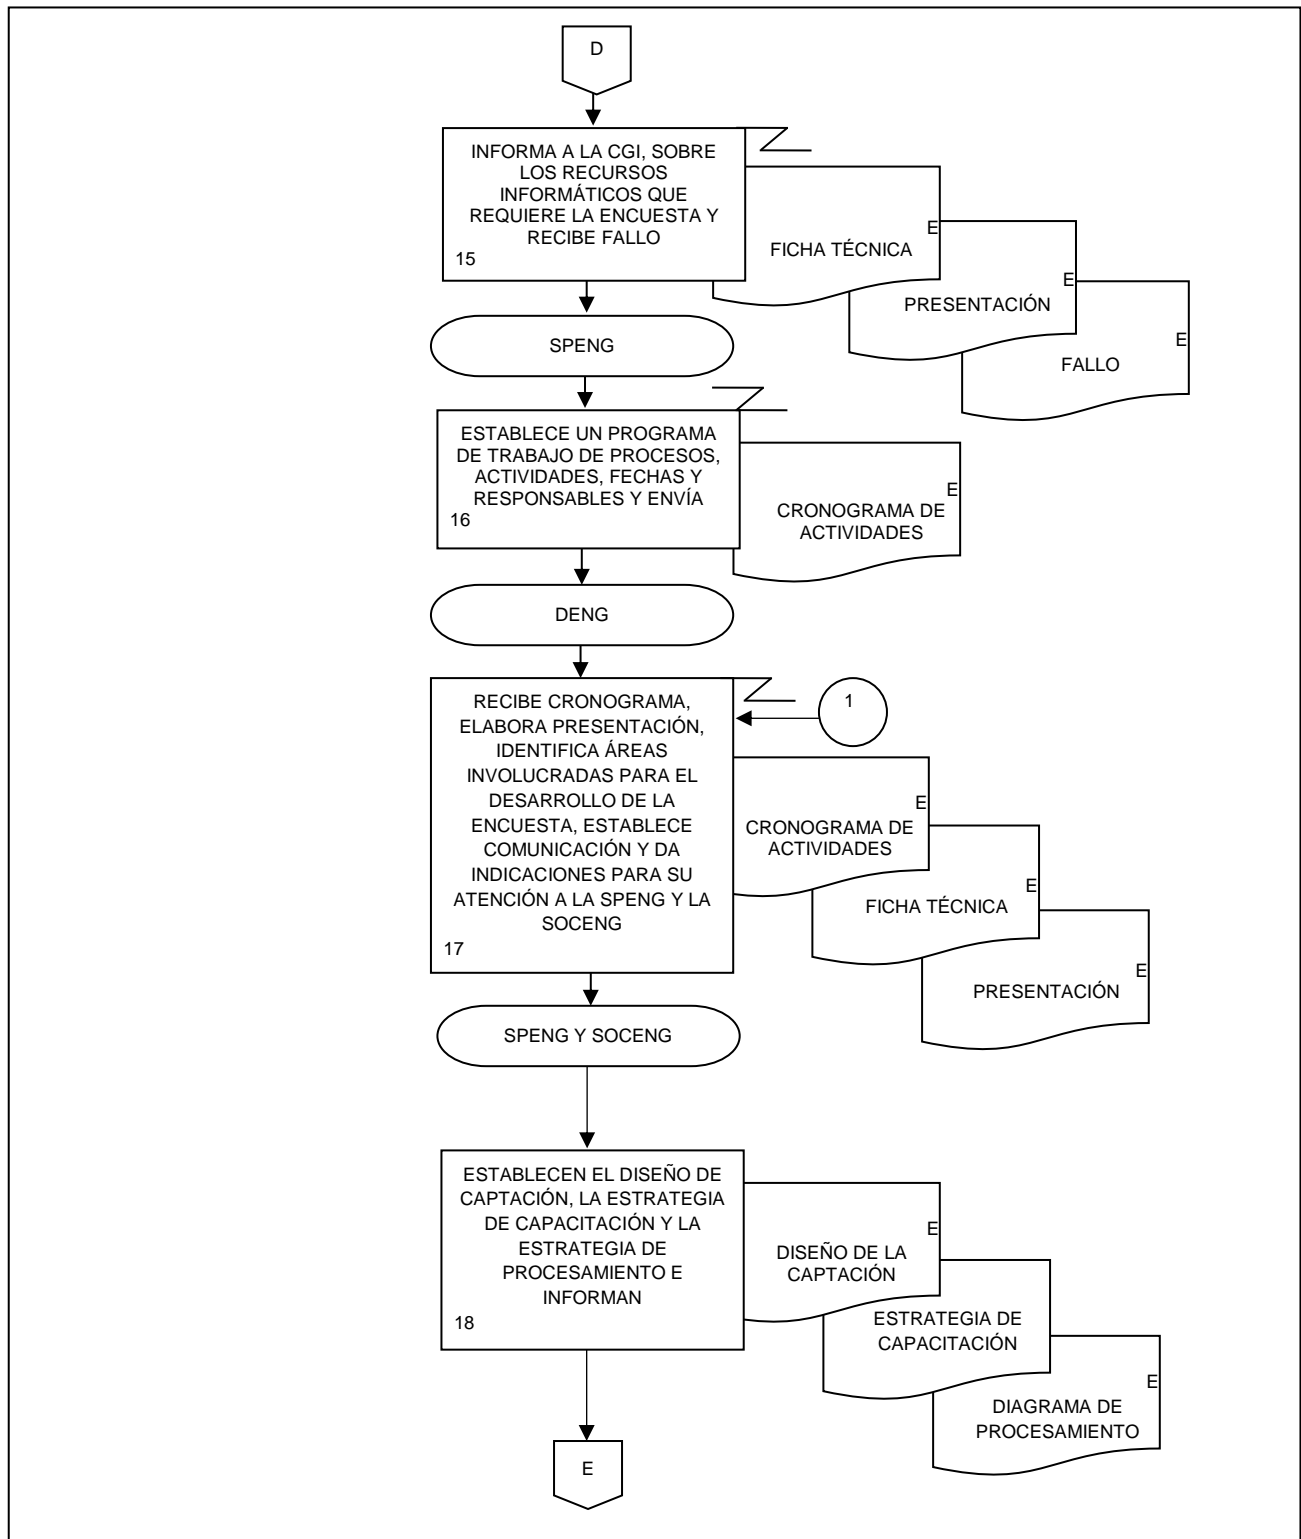 D
INFORMA A LA CGI, SOBRE
LOS RECURSOS
INFORMÁTICOS QUE
REQUIERE LA ENCUESTA Y
RECIBE FALLO
15
E
FICHA TÉCNICA
E
PRESENTACIÓN
E
FALLO
SPENG
ESTABLECE UN PROGRAMA
DE TRABAJO DE PROCESOS,
ACTIVIDADES, FECHAS Y
RESPONSABLES Y ENVÍA
16
E
CRONOGRAMA DE
ACTIVIDADES
DENG
RECIBE CRONOGRAMA,
ELABORA PRESENTACIÓN,
IDENTIFICA ÁREAS
INVOLUCRADAS PARA EL
DESARROLLO DE LA
ENCUESTA, ESTABLECE
COMUNICACIÓN Y DA
INDICACIONES PARA SU
ATENCIÓN A LA SPENG Y LA
SOCENG
17
1
E
CRONOGRAMA DE
ACTIVIDADES
E
FICHA TÉCNICA
E
PRESENTACIÓN
SPENG Y SOCENG
ESTABLECEN EL DISEÑO DE
CAPTACIÓN, LA ESTRATEGIA
DE CAPACITACIÓN Y LA
ESTRATEGIA DE
PROCESAMIENTO E
INFORMAN
18
E
DISEÑO DE LA
CAPTACIÓN
ESTRATEGIA DE
CAPACITACIÓN
E
DIAGRAMA DE
PROCESAMIENTO
E